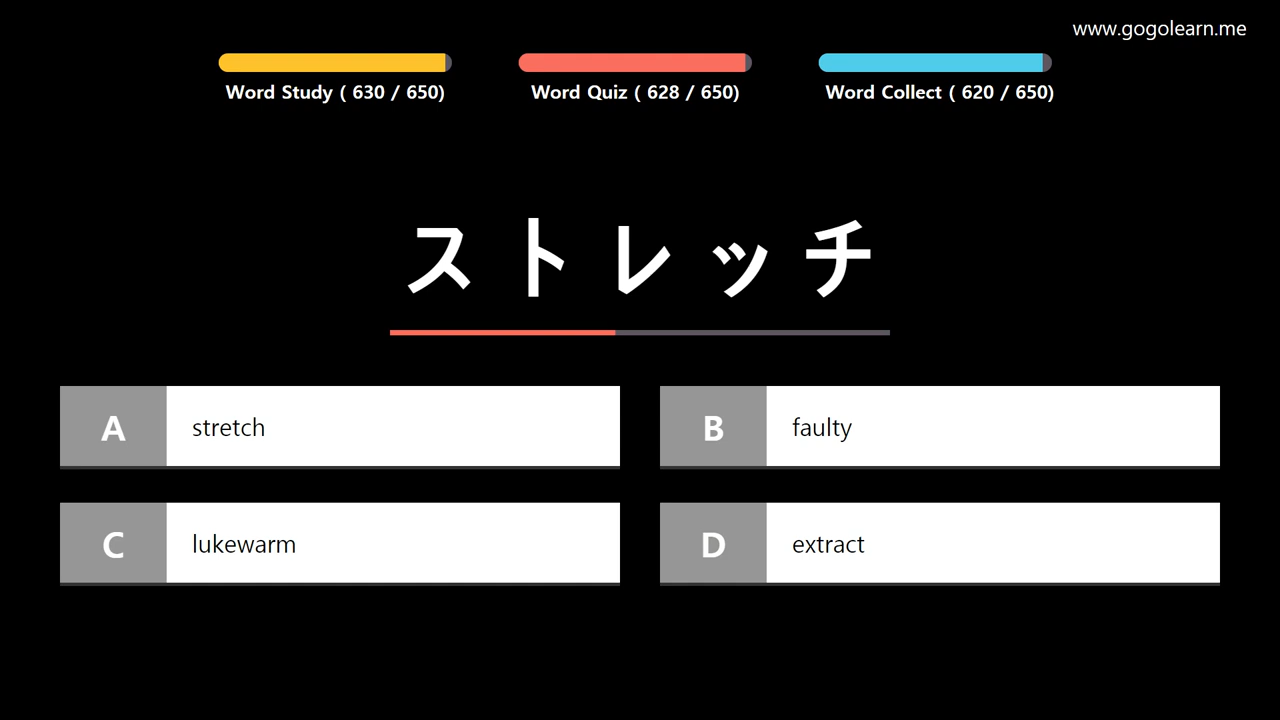 www.gogolearn.me
Word Study ( 630 / 650)
Word Quiz ( 628 / 650)
Word Collect ( 620 / 650)
ストレッチ
A stretch
B faulty
C lukewarm
D extract